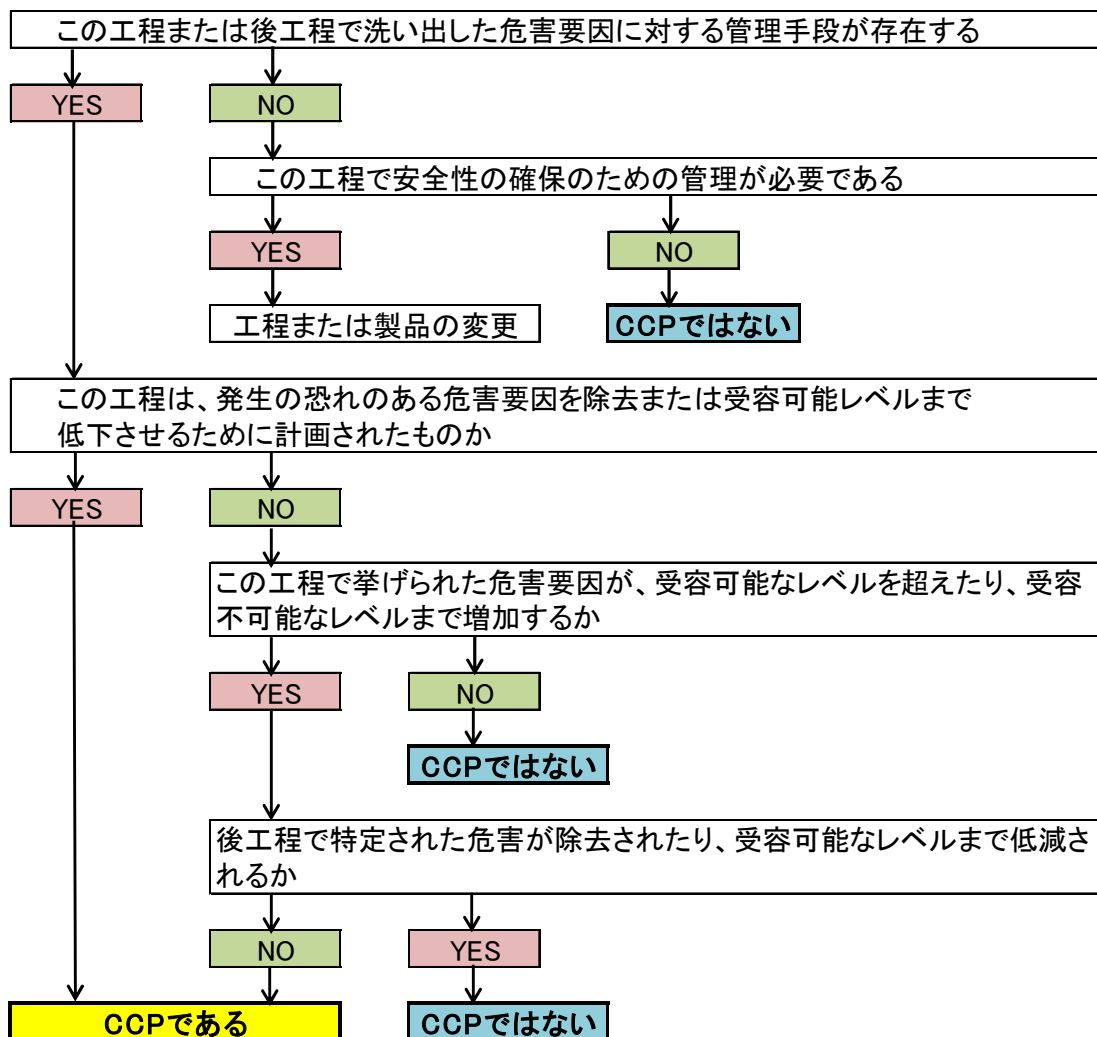 この工程または後工程で洗い出した危害要因に対する管理手段が存在する
YES
NO
この工程で安全性の確保のための管理が必要である
YES
NO
工程または製品の変更
CCPではない
この工程は、発生の恐れのある危害要因を除去または受容可能レベルまで
低下させるために計画されたものか
YES
NO
この工程で挙げられた危害要因が、受容可能なレベルを超えたり、受容
不可能なレベルまで増加するか
YES
NO
CCPではない
後工程で特定された危害が除去されたり、受容可能なレベルまで低減さ
れるか
NO
YES
CCPである
CCPではない